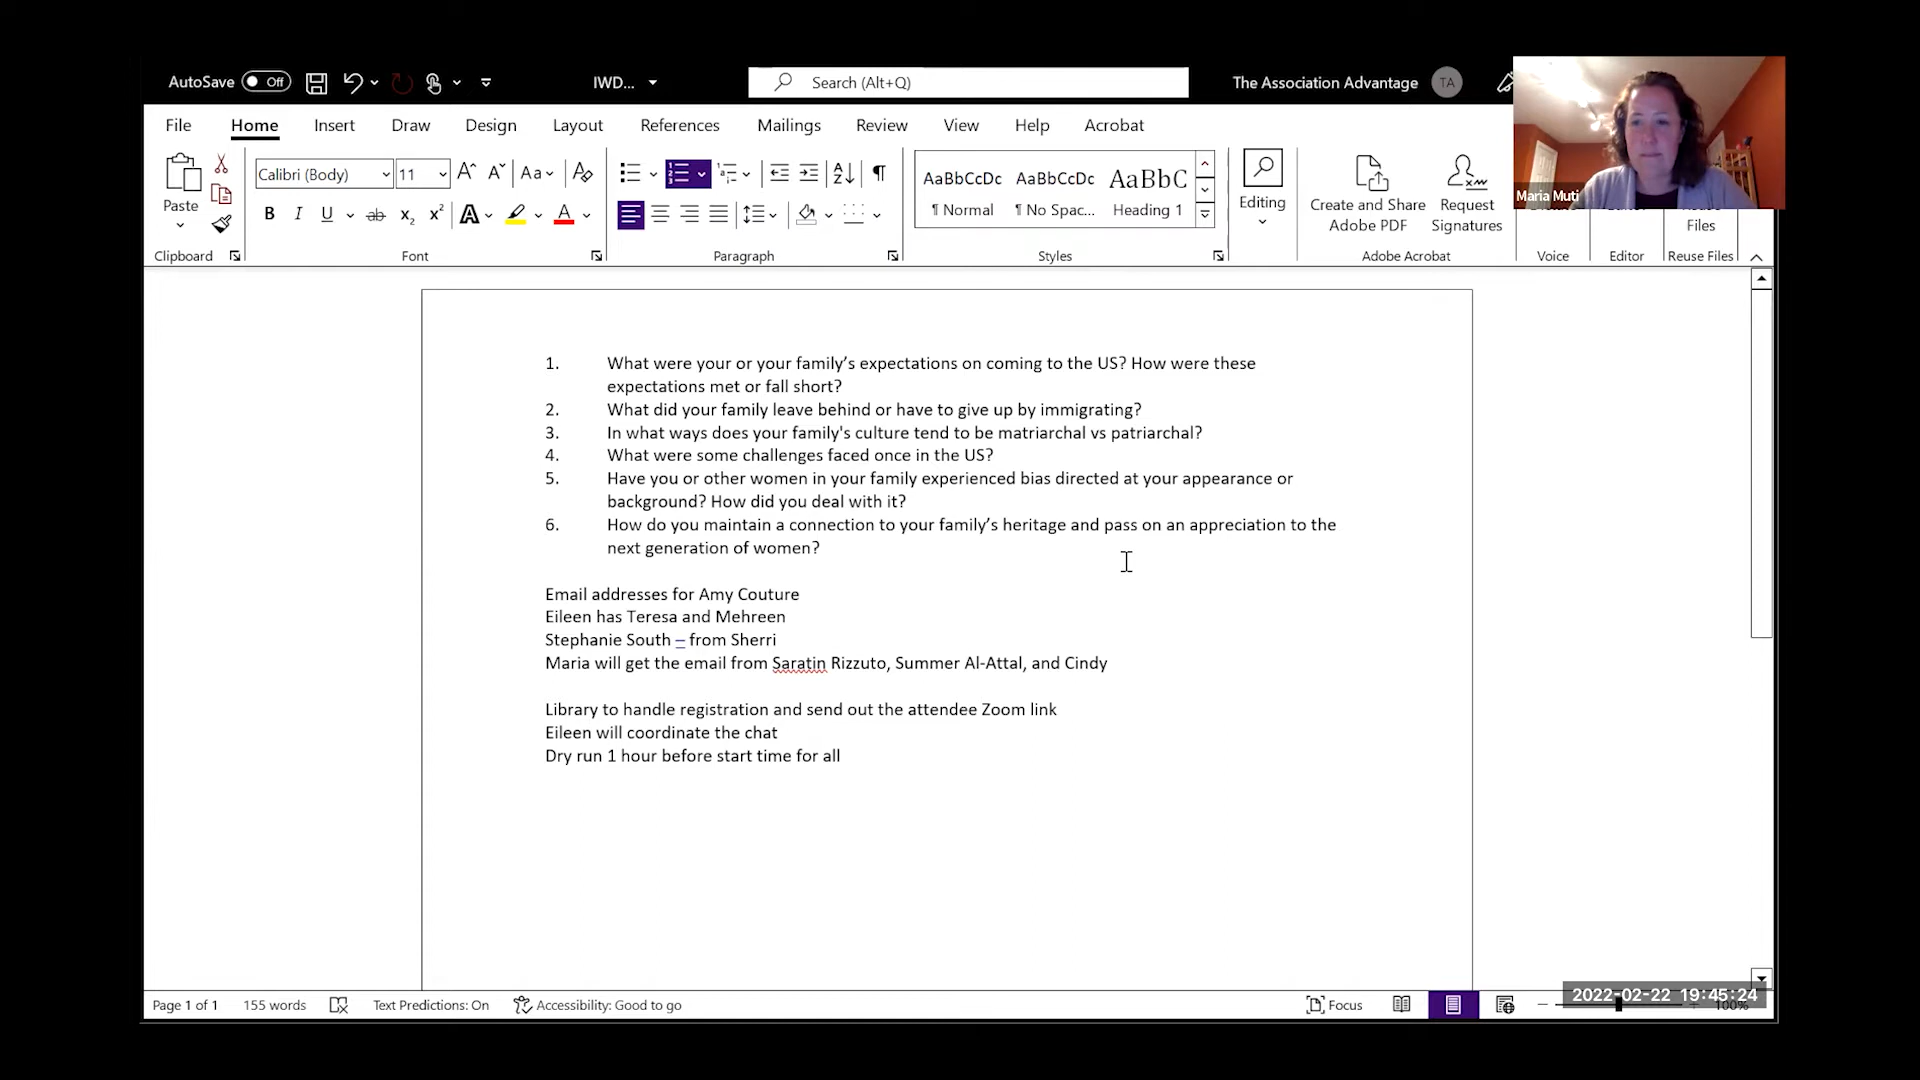 AutoSave Off IWD... Search (Alt+Q) The Association Advantage TA
File Home Insert Draw Design Layout References Mailings Review View Help Acrobat
Maria Muti
Paste
Calibri (Body) 11
Aa
AaBbCcDc AaBbCcDc AaBbC
¶ Normal ¶ No Spac... Heading 1
Editing
Create and Share Adobe PDF
Request Signatures
Files
Clipboard Font Paragraph Styles Adobe Acrobat Voice Editor Reuse Files
1. What were your or your family’s expectations on coming to the US? How were these
expectations met or fall short?
2. What did your family leave behind or have to give up by immigrating?
3. In what ways does your family's culture tend to be matriarchal vs patriarchal?
4. What were some challenges faced once in the US?
5. Have you or other women in your family experienced bias directed at your appearance or
background? How did you deal with it?
6. How do you maintain a connection to your family’s heritage and pass on an appreciation to the
next generation of women?
Email addresses for Amy Couture
Eileen has Teresa and Mehreen
Stephanie South – from Sherri
Maria will get the email from Saratin Rizzuto, Summer Al-Attal, and Cindy
Library to handle registration and send out the attendee Zoom link
Eileen will coordinate the chat
Dry run 1 hour before start time for all
Page 1 of 1 155 words Text Predictions: On Accessibility: Good to go Focus 100%
2022-02-22 19:45:24